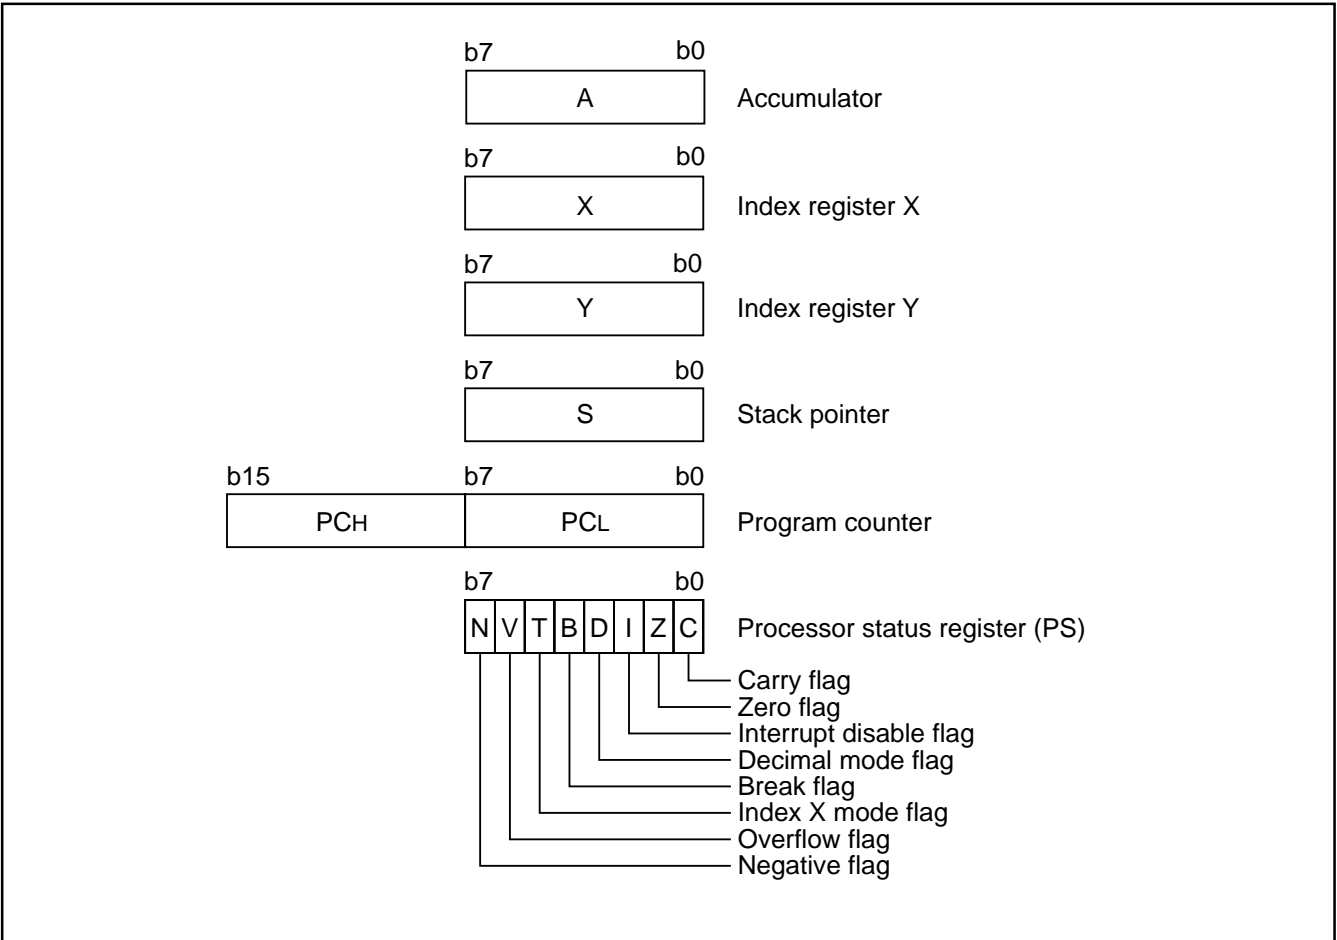 b7 b0
A Accumulator
b7 b0
X Index register X
b7 b0
Y Index register Y
b7 b0
S Stack pointer
b15 b7 b0
PCH PCL Program counter
b7 b0
N V T B D I Z C Processor status register (PS)
Carry flag
Zero flag
Interrupt disable flag
Decimal mode flag
Break flag
Index X mode flag
Overflow flag
Negative flag